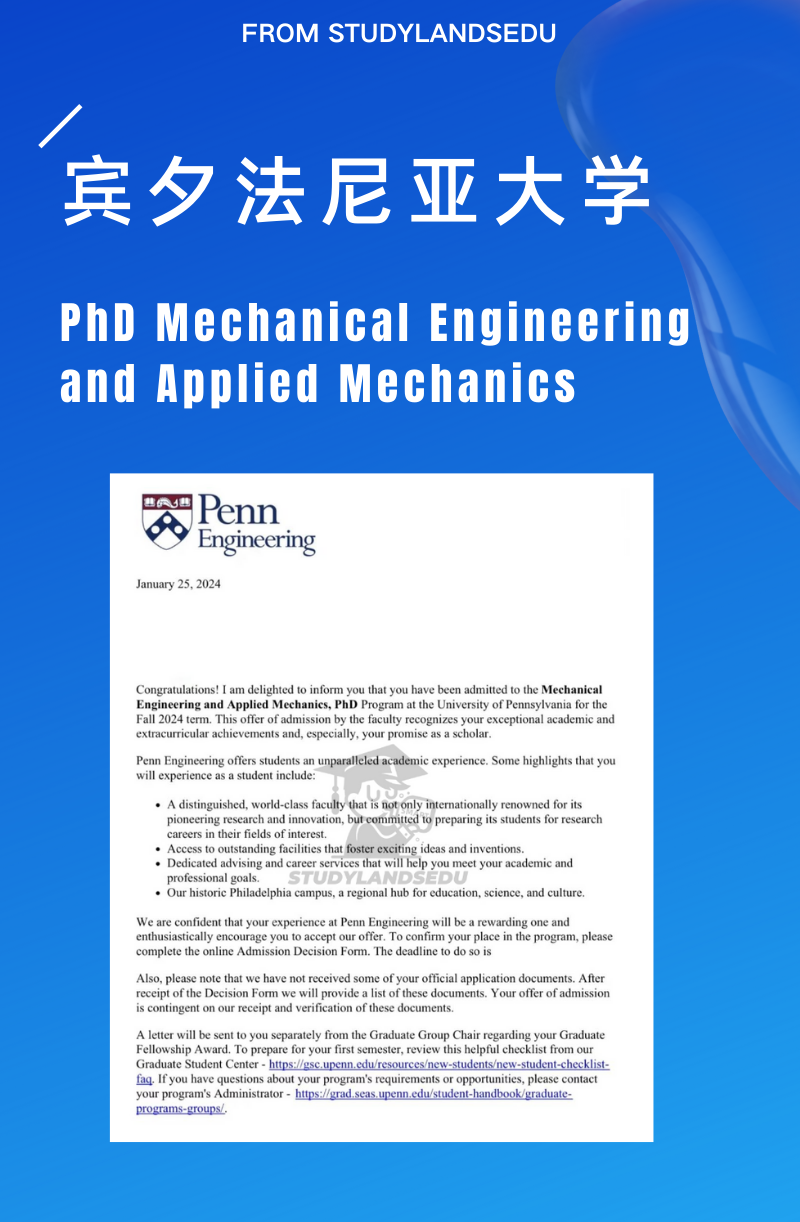 FROM STUDYLANDSEDU
宾夕法尼亚大学
PhD Mechanical Engineering
and Applied Mechanics
Penn
Engineering
January 25, 2024
Congratulations! I am delighted to inform you that you have been admitted to the Mechanical
Engineering and Applied Mechanics, PhD Program at the University of Pennsylvania for the
Fall 2024 term. This offer of admission by the faculty recognizes your exceptional academic and
extracurricular achievements and, especially, your promise as a scholar.
Penn Engineering offers students an unparalleled academic experience. Some highlights that you
will experience as a student include:
• A distinguished, world-class faculty that is not only internationally renowned for its
pioneering research and innovation, but committed to preparing its students for research
careers in their fields of interest.
• Access to outstanding facilities that foster exciting ideas and inventions.
• Dedicated advising and career services that will help you meet your academic and
professional goals.
STUDYLANDSEDU
• Our historic Philadelphia campus, a regional hub for education, science, and culture.
We are confident that your experience at Penn Engineering will be a rewarding one and
enthusiastically encourage you to accept our offer. To confirm your place in the program, please
complete the online Admission Decision Form. The deadline to do so is
Also, please note that we have not received some of your official application documents. After
receipt of the Decision Form we will provide a list of these documents. Your offer of admission
is contingent on our receipt and verification of these documents.
A letter will be sent to you separately from the Graduate Group Chair regarding your Graduate
Fellowship Award. To prepare for your first semester, review this helpful checklist from our
Graduate Student Center - https://gsc.upenn.edu/resources/new-students/new-student-checklist-
faq. If you have questions about your program's requirements or opportunities, please contact
your program's Administrator - https://grad.seas.upenn.edu/student-handbook/graduate-
programs-groups/.